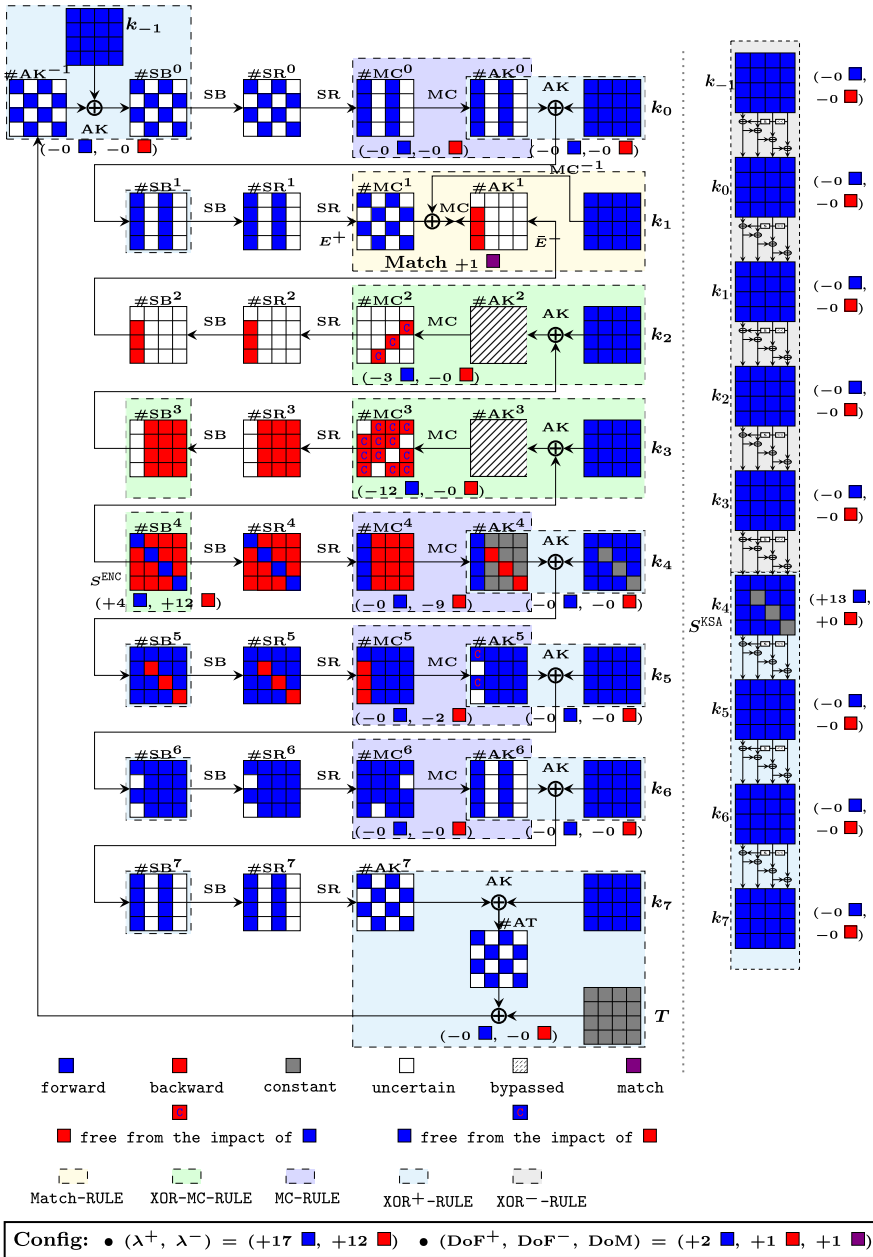 k₋₁
#AK⁻¹ #SB⁰ #SR⁰ #MC⁰ #AK⁰
SB SR MC AK k₀
AK
(−0 , −0 ) (−0 ,−0 ) (−0 ,−0 )
MC⁻¹
#SB¹ #SR¹ #MC¹ #AK¹
SB SR MC k₁
E⁺ Ē⁻
Match +1
#SB² #SR² #MC² #AK²
SB SR C MC AK k₂
C
C
(−3 , −0 )
#SB³ #SR³ #MC³ #AK³
SB SR MC AK k₃
C C C
C C C
C C C
C C C
(−12 , −0 )
#SB⁴ #SR⁴ #MC⁴ #AK⁴
SB SR MC AK k₄
Sᴱᴺᶜ
(+4 , +12 ) (−0 , −9 ) (−0 , −0 )
#SB⁵ #SR⁵ #MC⁵ #AK⁵
SB SR MC C AK k₅
C
(−0 , −2 ) (−0 , −0 )
#SB⁶ #SR⁶ #MC⁶ #AK⁶
SB SR MC AK k₆
(−0 , −0 ) (−0 , −0 )
#SB⁷ #SR⁷ #AK⁷
SB SR AK k₇
#AT
T
(−0 , −0 )
k₋₁ (−0 ,
−0 )
k₀ (−0 ,
−0 )
k₁ (−0 ,
−0 )
k₂ (−0 ,
−0 )
k₃ (−0 ,
−0 )
k₄ (+13 ,
Sᴷˢᴬ +0 )
k₅ (−0 ,
−0 )
k₆ (−0 ,
−0 )
k₇ (−0 ,
−0 )
forward backward constant uncertain bypassed match
C C
free from the impact of free from the impact of
Match-RULE XOR-MC-RULE MC-RULE XOR⁺-RULE XOR⁻-RULE
Config: • (λ⁺, λ⁻) = (+17 , +12 ) • (DoF⁺, DoF⁻, DoM) = (+2 , +1 , +1 )